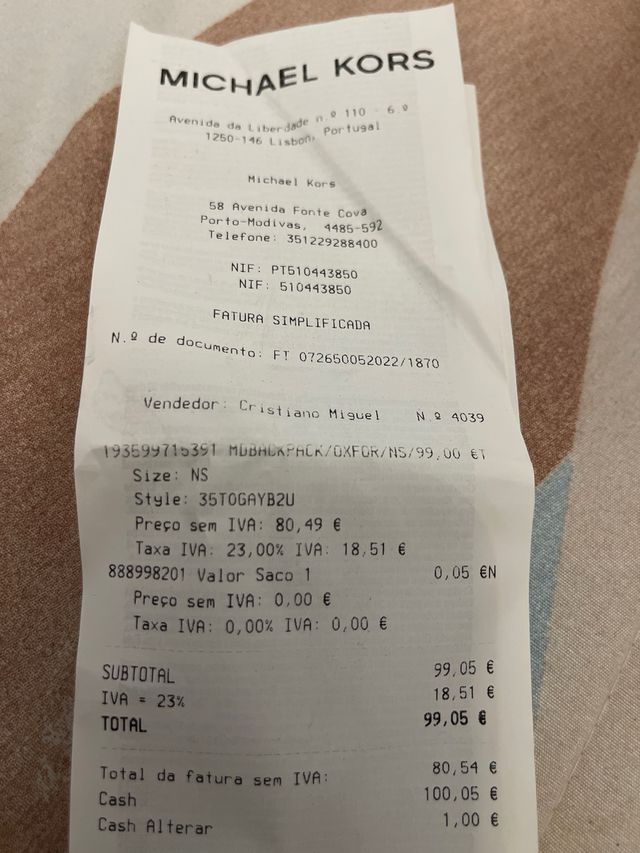 MICHAEL KORS
Avenida da Liberdade n.º 110 - 6 º
1250-146 Lisbon, Portugal
Michael Kors
58 Avenida Fonte Cova
Porto-Modivas, 4485-592
Telefone: 351229288400
NIF: PT510443850
NIF: 510443850
FATURA SIMPLIFICADA
N.º de documento: FT 072650052022/1870
Vendedor: Cristiano Miguel N.º 4039
193599715391 MDBACKPACK/OXFOR/NS/99,00 €T
Size: NS
Style: 35T0GAYB2U
Preço sem IVA: 80,49 €
Taxa IVA: 23,00% IVA: 18,51 €
888998201 Valor Saco 1 0,05 €N
Preço sem IVA: 0,00 €
Taxa IVA: 0,00% IVA: 0,00 €
SUBTOTAL 99,05 €
IVA = 23% 18,51 €
TOTAL 99,05 €
Total da fatura sem IVA: 80,54 €
Cash 100,05 €
Cash Alterar 1,00 €